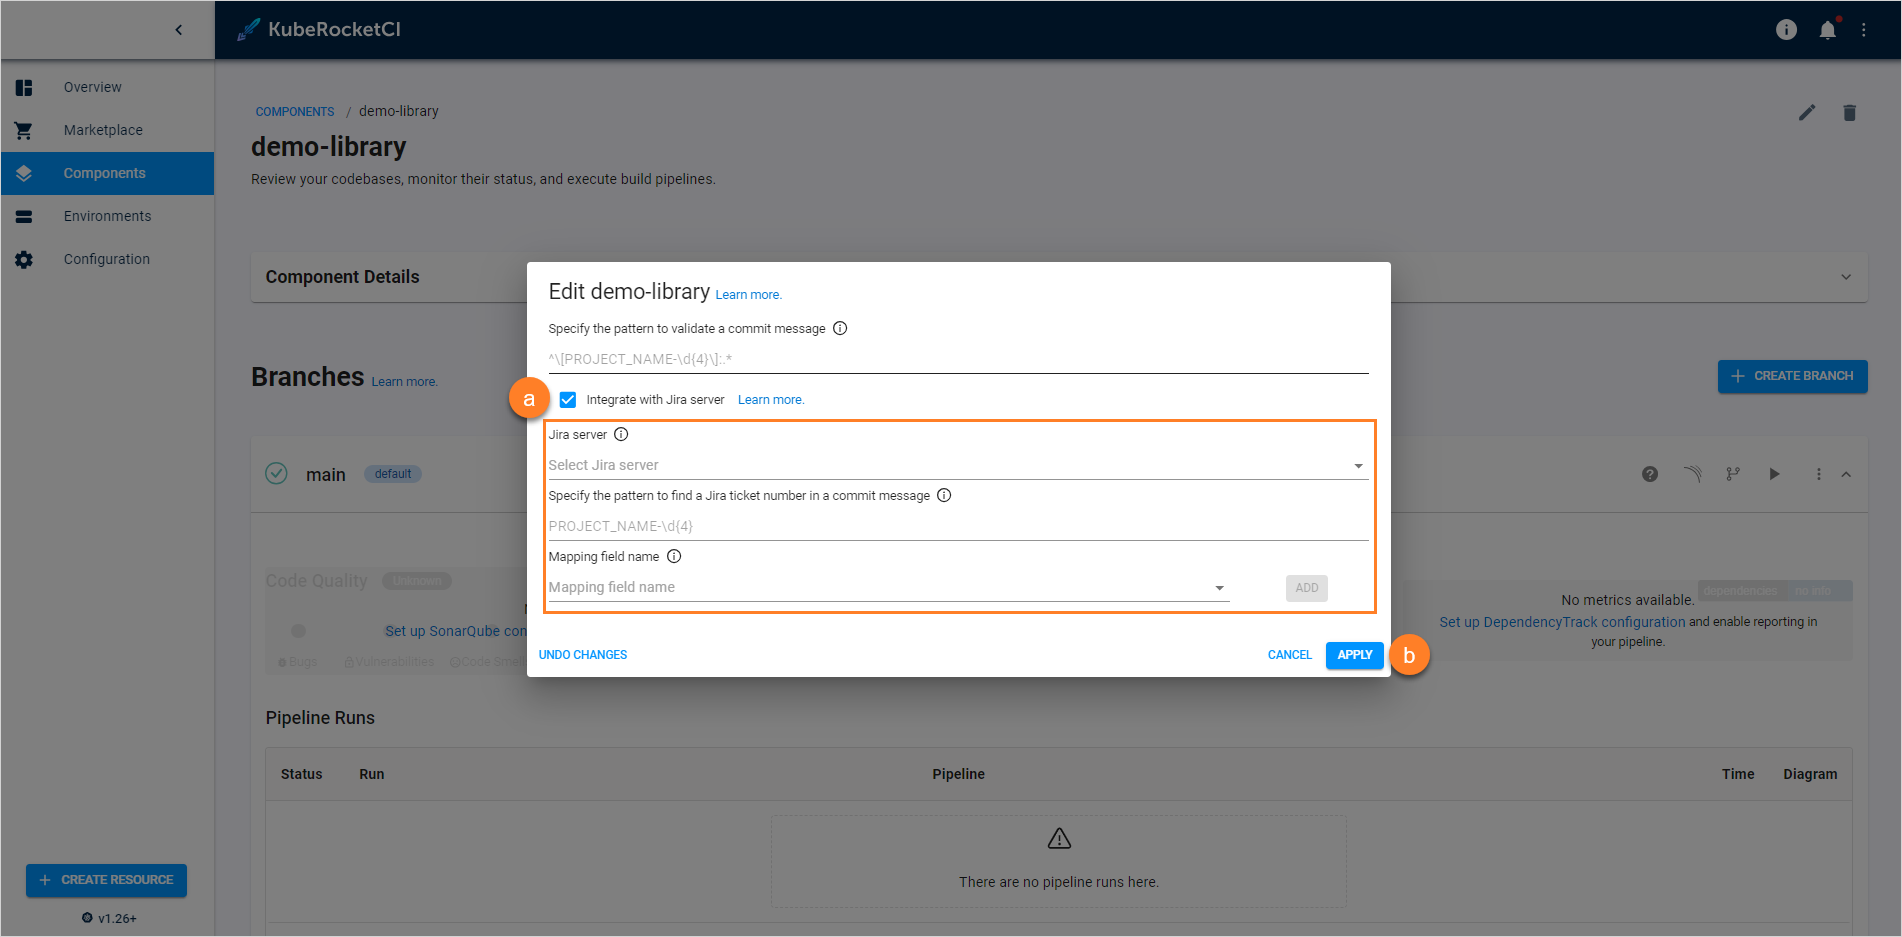 KubeRocketCI
Overview
Marketplace
Components
Environments
Configuration
CREATE RESOURCE
v1.26+
COMPONENTS / demo-library
demo-library
Review your codebases, monitor their status, and execute build pipelines.
Component Details
Branches Learn more.
CREATE BRANCH
main default
Code Quality Unknown
Set up SonarQube con
Bugs Vulnerabilities Code Smell
dependencies no info
No metrics available.
Set up DependencyTrack configuration and enable reporting in
your pipeline.
Pipeline Runs
Status Run Pipeline Time Diagram
There are no pipeline runs here.
Edit demo-library Learn more.
Specify the pattern to validate a commit message
^\[PROJECT_NAME-\d{4}\]:.*
a
Integrate with Jira server Learn more.
Jira server
Select Jira server
Specify the pattern to find a Jira ticket number in a commit message
PROJECT_NAME-\d{4}
Mapping field name
Mapping field name
ADD
UNDO CHANGES
CANCEL
APPLY
b